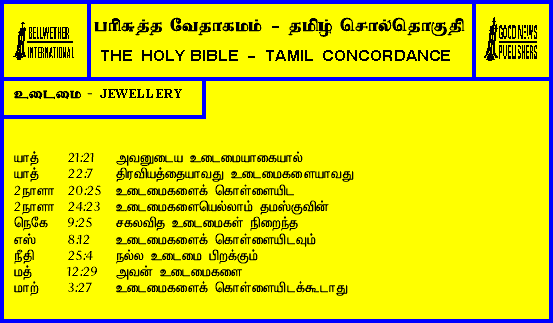 BELLWETHER
INTERNATIONAL
பரிசுத்த வேதாகமம் - தமிழ் சொல்தொகுதி
THE HOLY BIBLE - TAMIL CONCORDANCE
GOOD NEWS
PUBLISHERS
உடைமை - JEWELLERY
யாத் 21:21 அவனுடைய உடைமையாகையால்
யாத் 22:7 திரவியத்தையாவது உடைமைகளையாவது
2நாளா 20:25 உடைமைகளைக் கொள்ளையிட
2நாளா 24:23 உடைமைகளையெல்லாம் தமஸ்குவின்
நெகே 9:25 சகலவித உடைமைகள் நிறைந்த
எஸ் 8:12 உடைமைகளைக் கொள்ளையிடவும்
நீதி 25:4 நல்ல உடைமை பிறக்கும்
மத் 12:29 அவன் உடைமைகளை
மாற் 3:27 உடைமைகளைக் கொள்ளையிடக்கூடாது